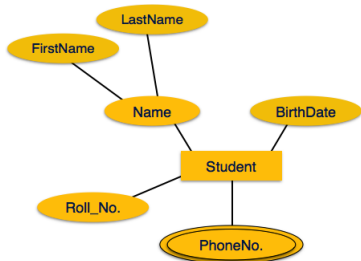 LastName
FirstName
Name
BirthDate
Student
Roll_No.
PhoneNo.